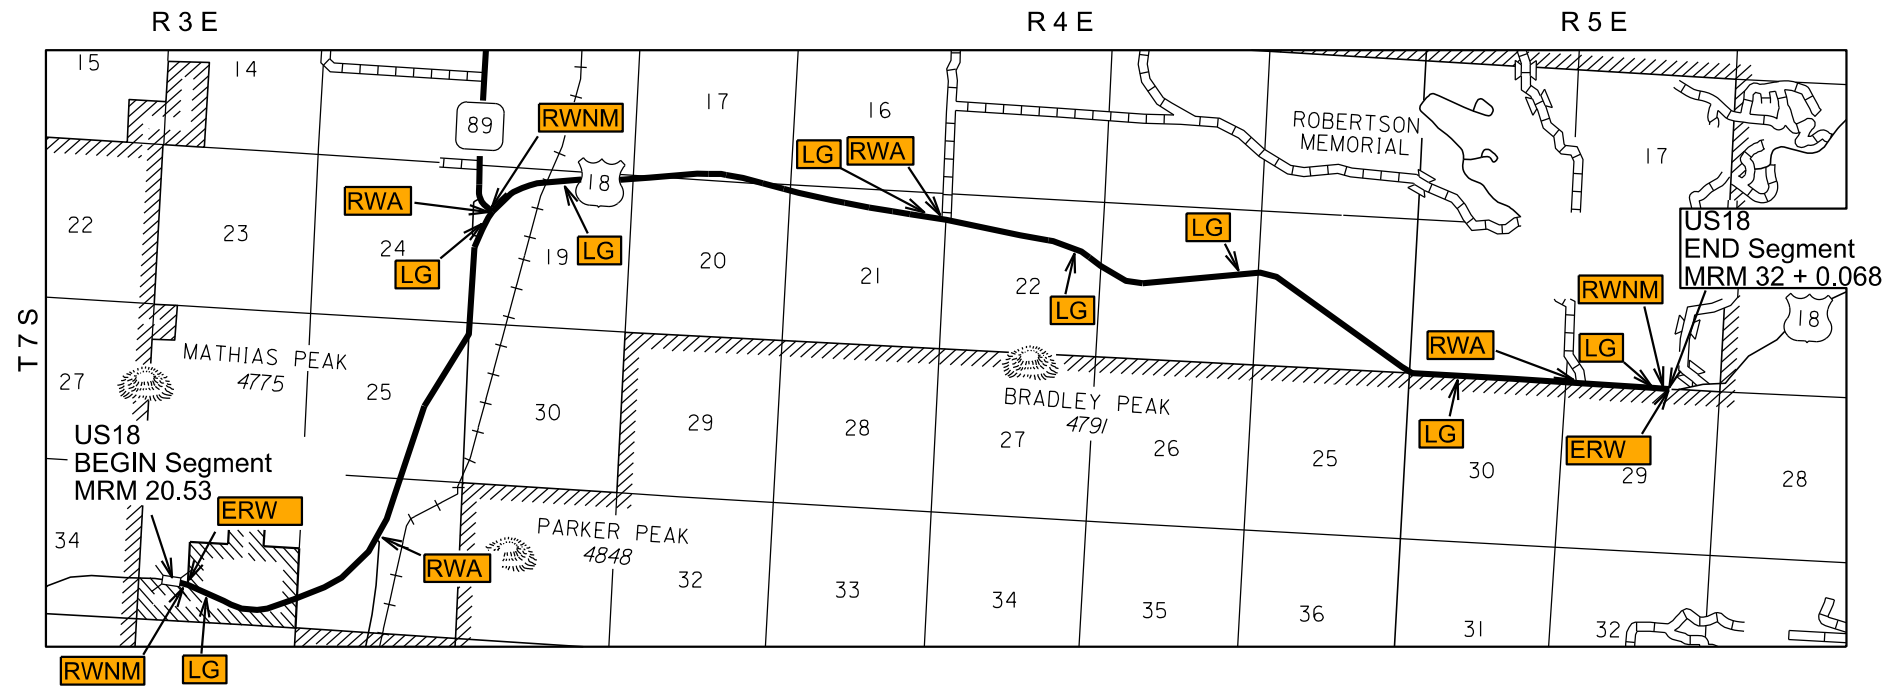 R 3 E
R 4 E
R 5 E
15
14
17
16
89
RWNM
ROBERTSON
MEMORIAL
17
LG
RWA
18
RWA
22
23
24
LG
19
LG
20
21
22
LG
LG
US18
END Segment
MRM 32 + 0.068
RWNM
18
T 7 S
MATHIAS PEAK
4775
27
25
30
29
28
27
BRADLEY PEAK
4791
26
25
RWA
LG
LG
ERW
30
29
28
US18
BEGIN Segment
MRM 20.53
ERW
34
PARKER PEAK
4848
RWA
32
33
34
35
36
31
32
RWNM
LG